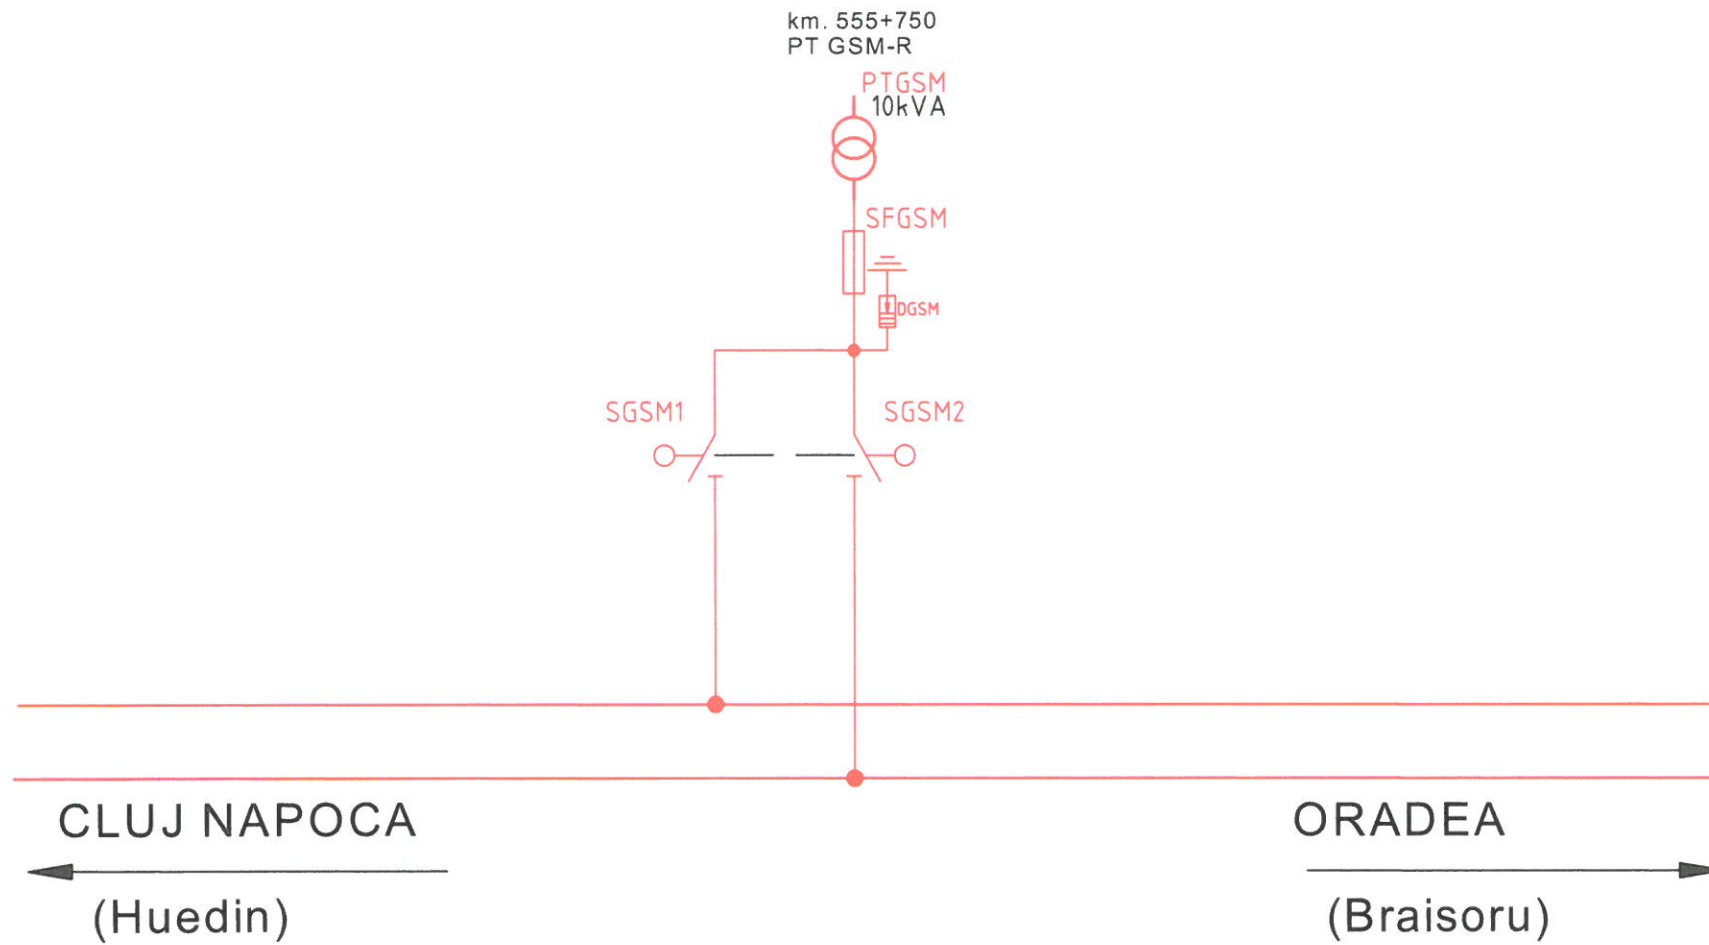 km. 555+750
PT GSM-R
PTGSM
10kVA
SFGSM
DGSM
SGSM1
SGSM2
CLUJ NAPOCA
ORADEA
(Huedin)
(Braisoru)